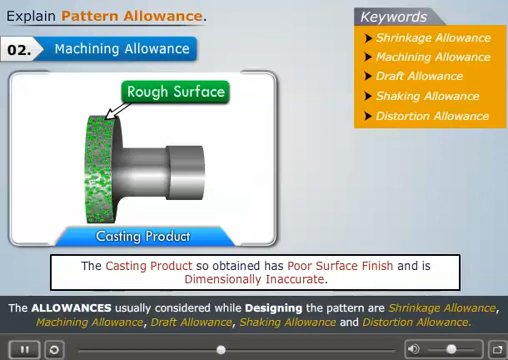 Explain Pattern Allowance.
Keywords
Shrinkage Allowance
Machining Allowance
Draft Allowance
Shaking Allowance
Distortion Allowance
02. Machining Allowance
Rough Surface
Casting Product
The Casting Product so obtained has Poor Surface Finish and is
Dimensionally Inaccurate.
The ALLOWANCES usually considered while Designing the pattern are Shrinkage Allowance,
Machining Allowance, Draft Allowance, Shaking Allowance and Distortion Allowance.